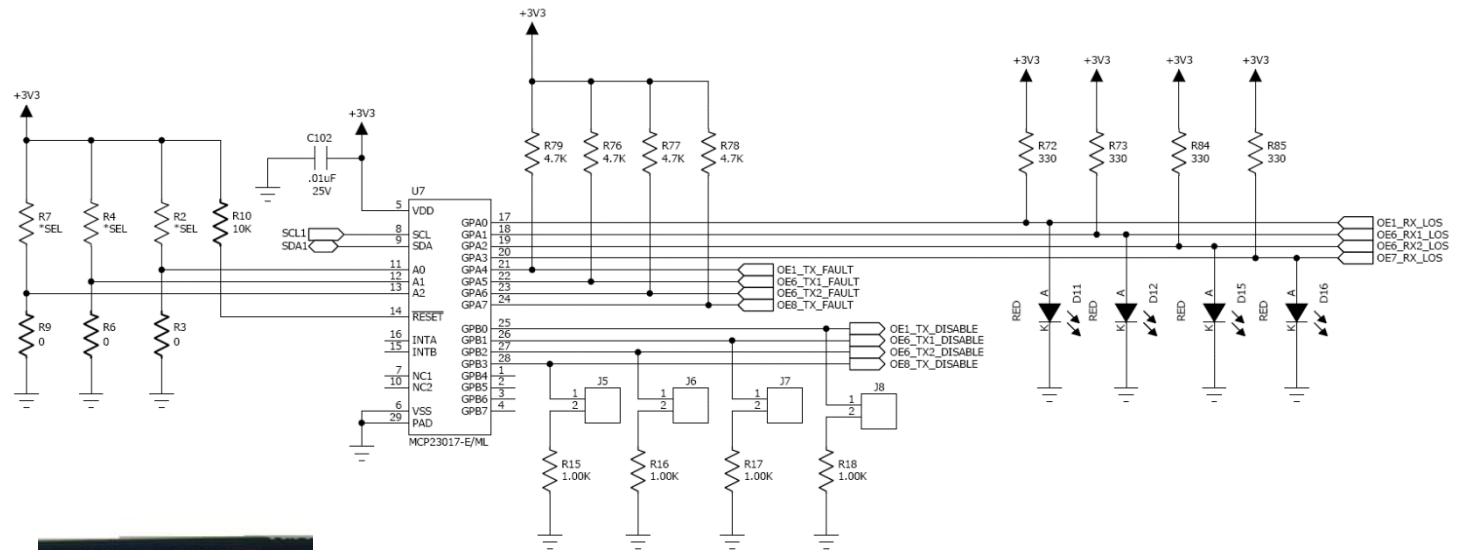 +3V3
+3V3 +3V3 +3V3 +3V3
+3V3
+3V3
C102
.01uF
25V
R79
4.7K
R76
4.7K
R77
4.7K
R78
4.7K
R72
330
R73
330
R84
330
R85
330
R7
*SEL
R4
*SEL
R2
*SEL
R10
10K
U7
5 VDD
SCL1 8 SCL
SDA1 9 SDA
11 A0
12 A1
13 A2
14 RESET
16 INTA
15 INTB
7 NC1
10 NC2
6 VSS
29 PAD
GPA0 17
GPA1 18
GPA2 19
GPA3 20
GPA4 21
GPA5 22
GPA6 23
GPA7 24
GPB0 25
GPB1 26
GPB2 27
GPB3 28
GPB4 1
GPB5 2
GPB6 3
GPB7 4
MCP23017-E/ML
OE1_RX_LOS
OE6_RX1_LOS
OE6_RX2_LOS
OE7_RX_LOS
OE1_TX_FAULT
OE6_TX1_FAULT
OE6_TX2_FAULT
OE8_TX_FAULT
OE1_TX_DISABLE
OE6_TX1_DISABLE
OE6_TX2_DISABLE
OE8_TX_DISABLE
RED A K D11
RED A K D12
RED A K D15
RED A K D16
R9
0
R6
0
R3
0
J5
1
2
J6
1
2
J7
1
2
J8
1
2
R15
1.00K
R16
1.00K
R17
1.00K
R18
1.00K